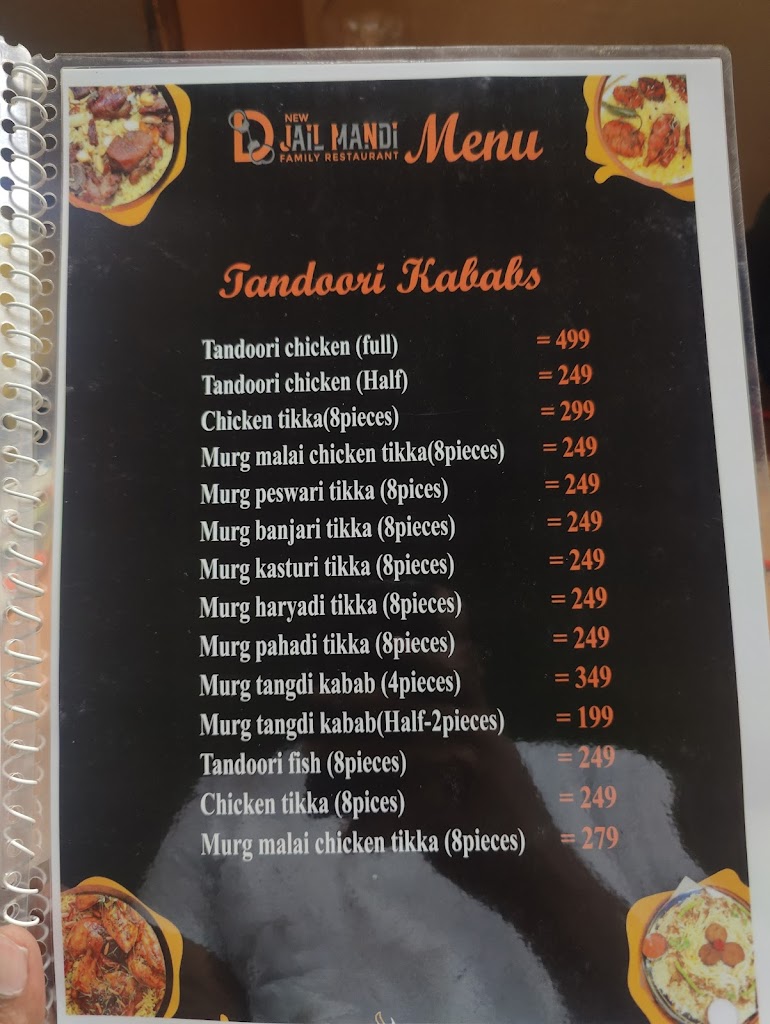 NEW
JAIL MANDI Menu
FAMILY RESTAURANT
Tandoori Kababs
Tandoori chicken (full) = 499
Tandoori chicken (Half) = 249
Chicken tikka(8pieces) = 299
Murg malai chicken tikka(8pieces) = 249
Murg peswari tikka (8pices) = 249
Murg banjari tikka (8pieces) = 249
Murg kasturi tikka (8pieces) = 249
Murg haryadi tikka (8pieces) = 249
Murg pahadi tikka (8pieces) = 249
Murg tangdi kabab (4pieces) = 349
Murg tangdi kabab(Half-2pieces) = 199
Tandoori fish (8pieces) = 249
Chicken tikka (8pices) = 249
Murg malai chicken tikka (8pieces) = 279